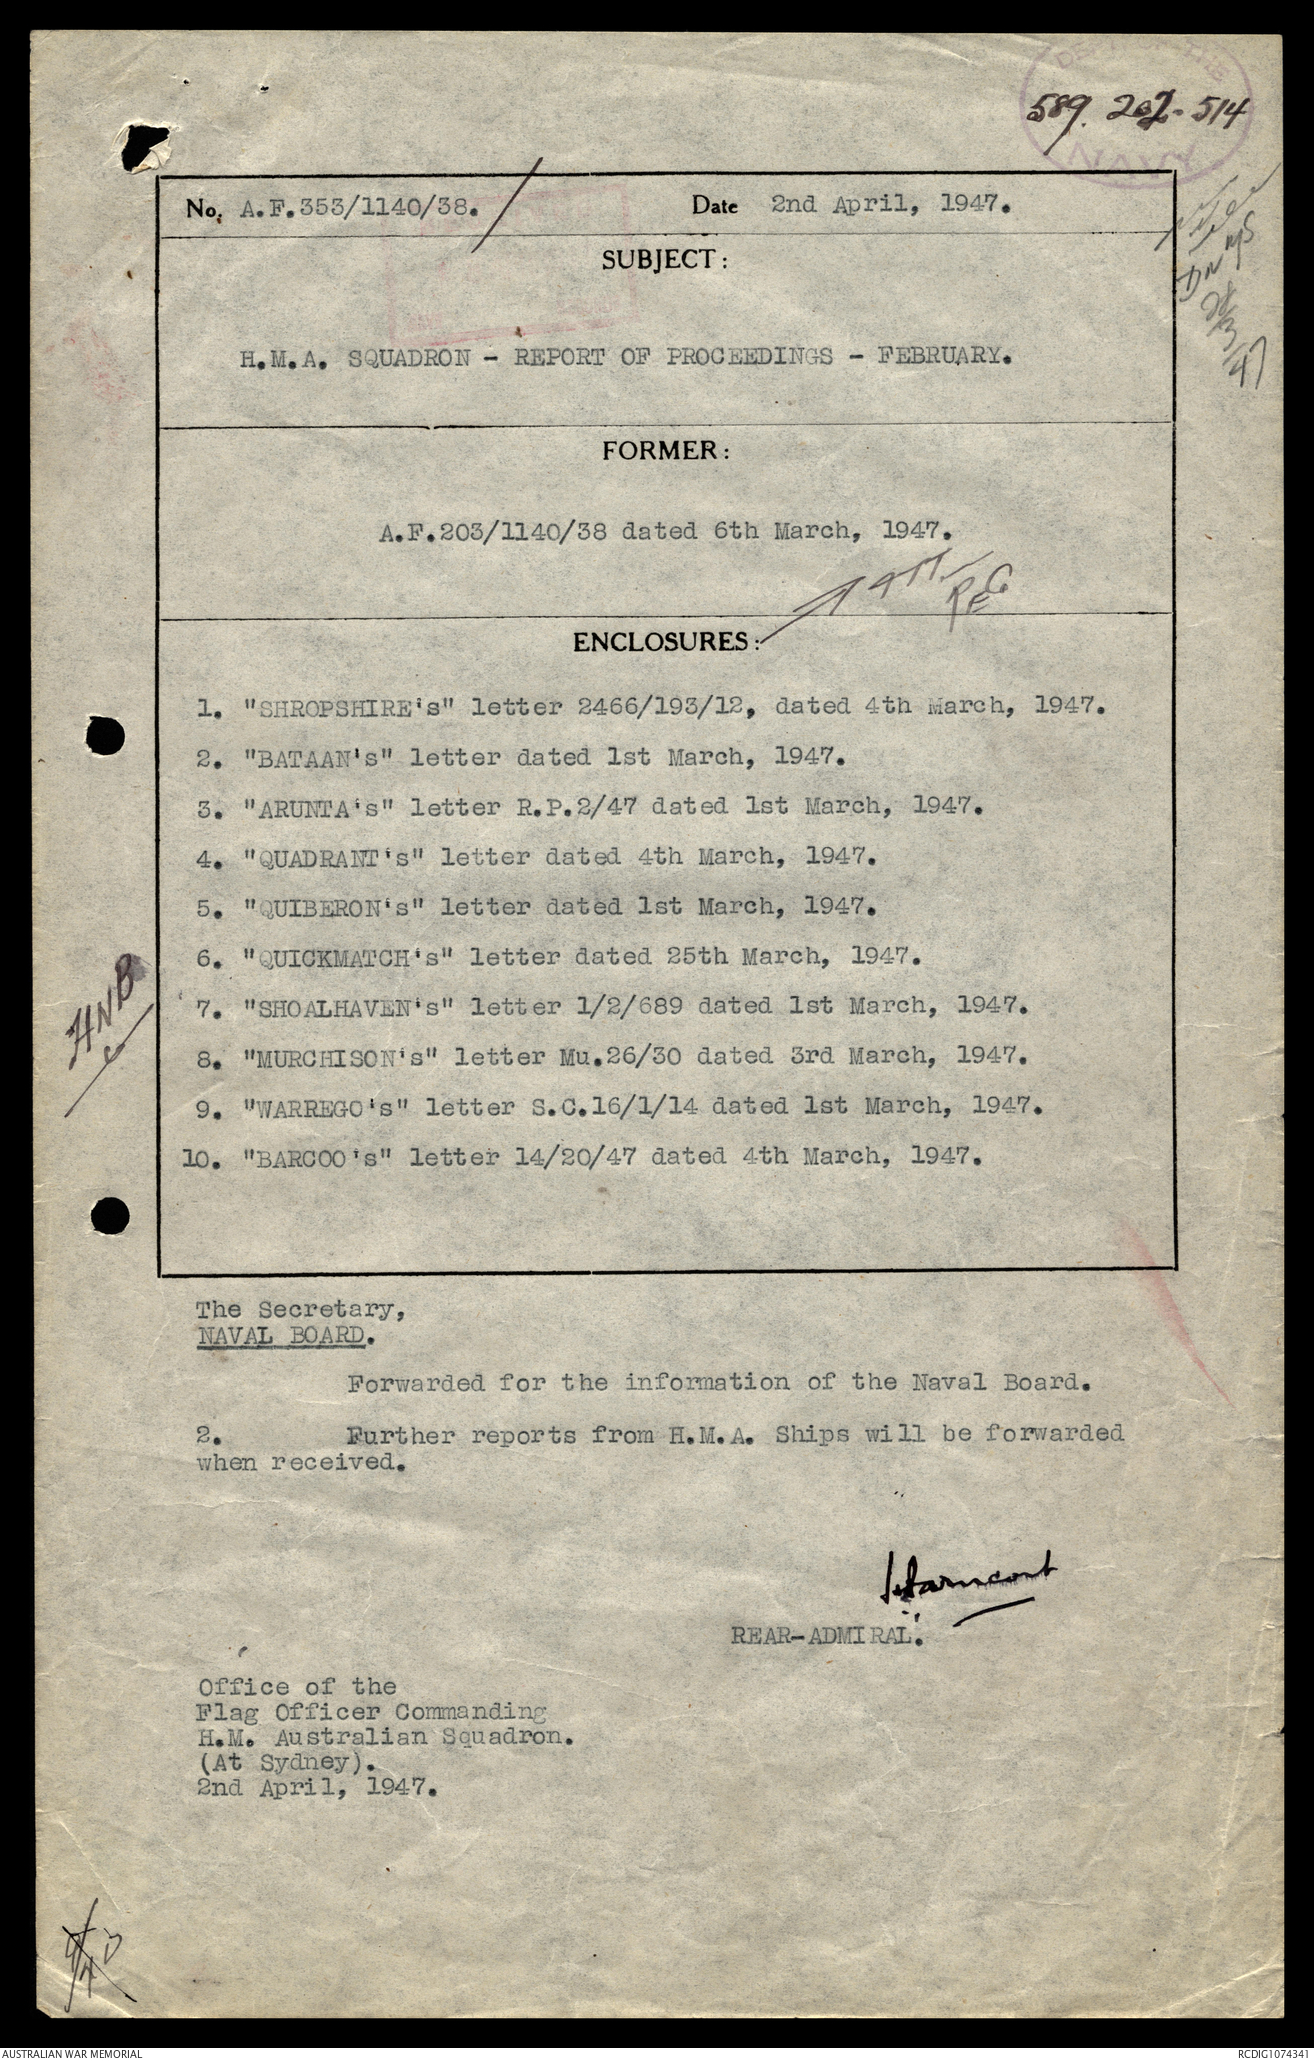 DEPT OF THE
NAVY
589. 202. 514
No. A.F.353/1140/38.
Date 2nd April, 1947.
SUBJECT:
H.M.A. SQUADRON - REPORT OF PROCEEDINGS - FEBRUARY.
FORMER:
A.F.203/1140/38 dated 6th March, 1947.
ATT.
REC
ENCLOSURES:
1. "SHROPSHIRE's" letter 2466/193/12, dated 4th March, 1947.
2. "BATAAN's" letter dated 1st March, 1947.
3. "ARUNTA's" letter R.P.2/47 dated 1st March, 1947.
4. "QUADRANT's" letter dated 4th March, 1947.
5. "QUIBERON's" letter dated 1st March, 1947.
6. "QUICKMATCH's" letter dated 25th March, 1947.
7. "SHOALHAVEN's" letter 1/2/689 dated 1st March, 1947.
8. "MURCHISON's" letter Mu.26/30 dated 3rd March, 1947.
9. "WARREGO's" letter S.C.16/1/14 dated 1st March, 1947.
10. "BARCOO's" letter 14/20/47 dated 4th March, 1947.
HNB
The Secretary,
NAVAL BOARD.
Forwarded for the information of the Naval Board.
2. Further reports from H.M.A. Ships will be forwarded
when received.
REAR-ADMIRAL.
Office of the
Flag Officer Commanding
H.M. Australian Squadron.
(At Sydney).
2nd April, 1947.
AUSTRALIAN WAR MEMORIAL
RCDIG1074341